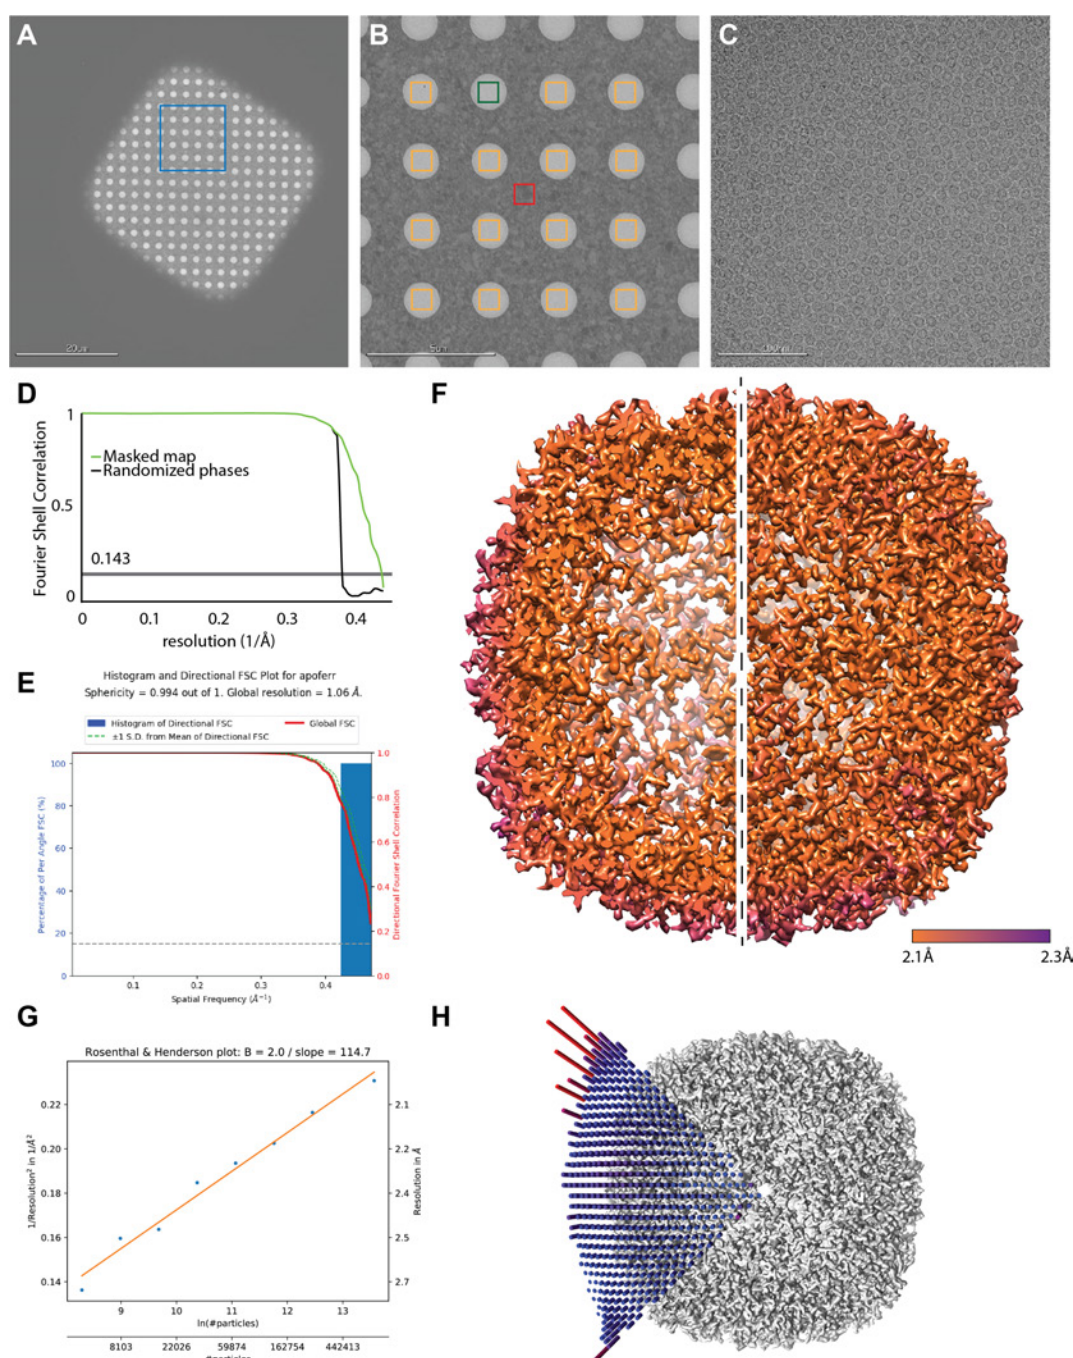 A
B
C
20μm
5μm
D
F
1
Masked map
Randomized phases
0.5
0.143
0
Fourier Shell Correlation
0
0.1
0.2
0.3
0.4
resolution (1/Å)
E
Histogram and Directional FSC Plot for apoferr
Sphericity = 0.994 out of 1. Global resolution = 1.06 Å.
Histogram of Directional FSC
Global FSC
±1 S.D. from Mean of Directional FSC
100
80
60
40
20
0
Percentage of Per Angle FSC (%)
1.0
0.8
0.6
0.4
0.2
0.0
Directional Fourier Shell Correlation
0.1
0.2
0.3
0.4
Spatial Frequency (Å⁻¹)
2.1Å
2.3Å
G
H
Rosenthal & Henderson plot: B = 2.0 / slope = 114.7
0.22
0.20
0.18
0.16
0.14
1/Resolution² in 1/Å²
2.1
2.2
2.4
2.5
2.7
Resolution in Å
9
10
11
12
13
ln(#particles)
8103
22026
59874
162754
442413